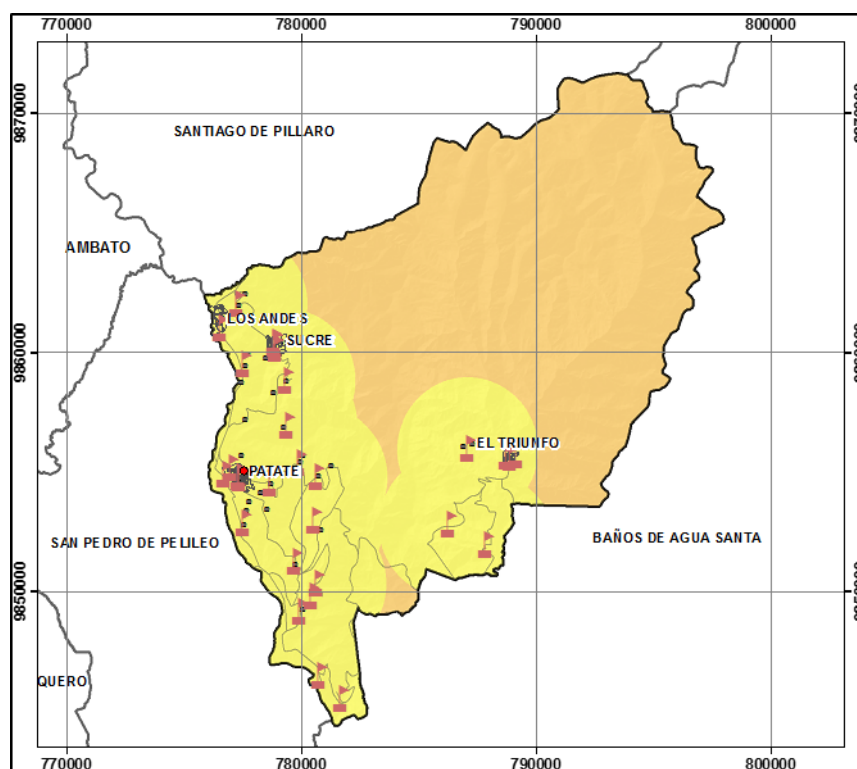 770000 780000 790000 800000
9870000
SANTIAGO DE PILLARO
AMBATO
LOS ANDES
SUCRE
EL TRIUNFO
PATATE
SAN PEDRO DE PELILEO
BAÑOS DE AGUA SANTA
9850000
QUERO
770000 780000 790000 800000